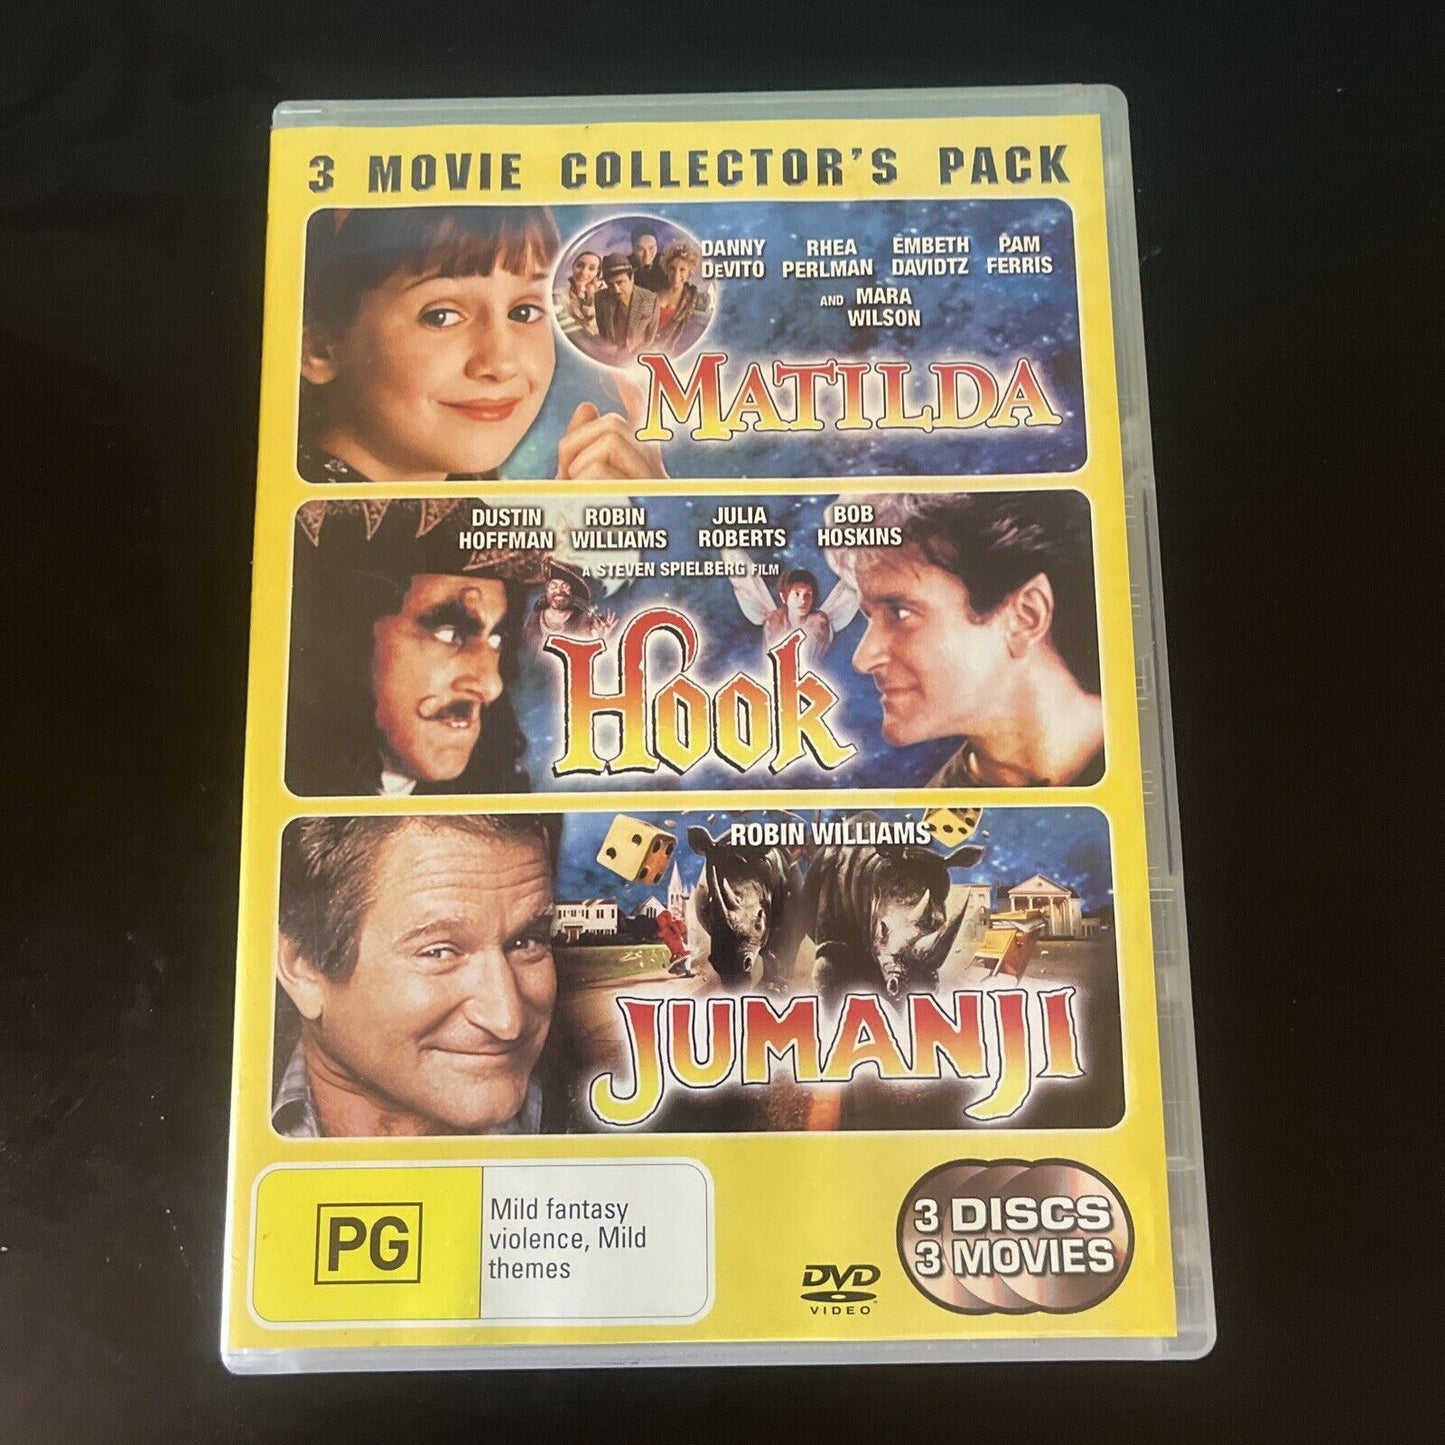 3 MOVIE COLLECTOR'S PACK
DANNY DEVITO RHEA PERLMAN EMBETH DAVIDTZ PAM FERRIS
AND MARA WILSON
MATILDA
DUSTIN HOFFMAN ROBIN WILLIAMS JULIA ROBERTS BOB HOSKINS
A STEVEN SPIELBERG FILM
Hook
ROBIN WILLIAMS
JUMANJI
PG
Mild fantasy
violence, Mild
themes
DVD
VIDEO
3 DISCS
3 MOVIES